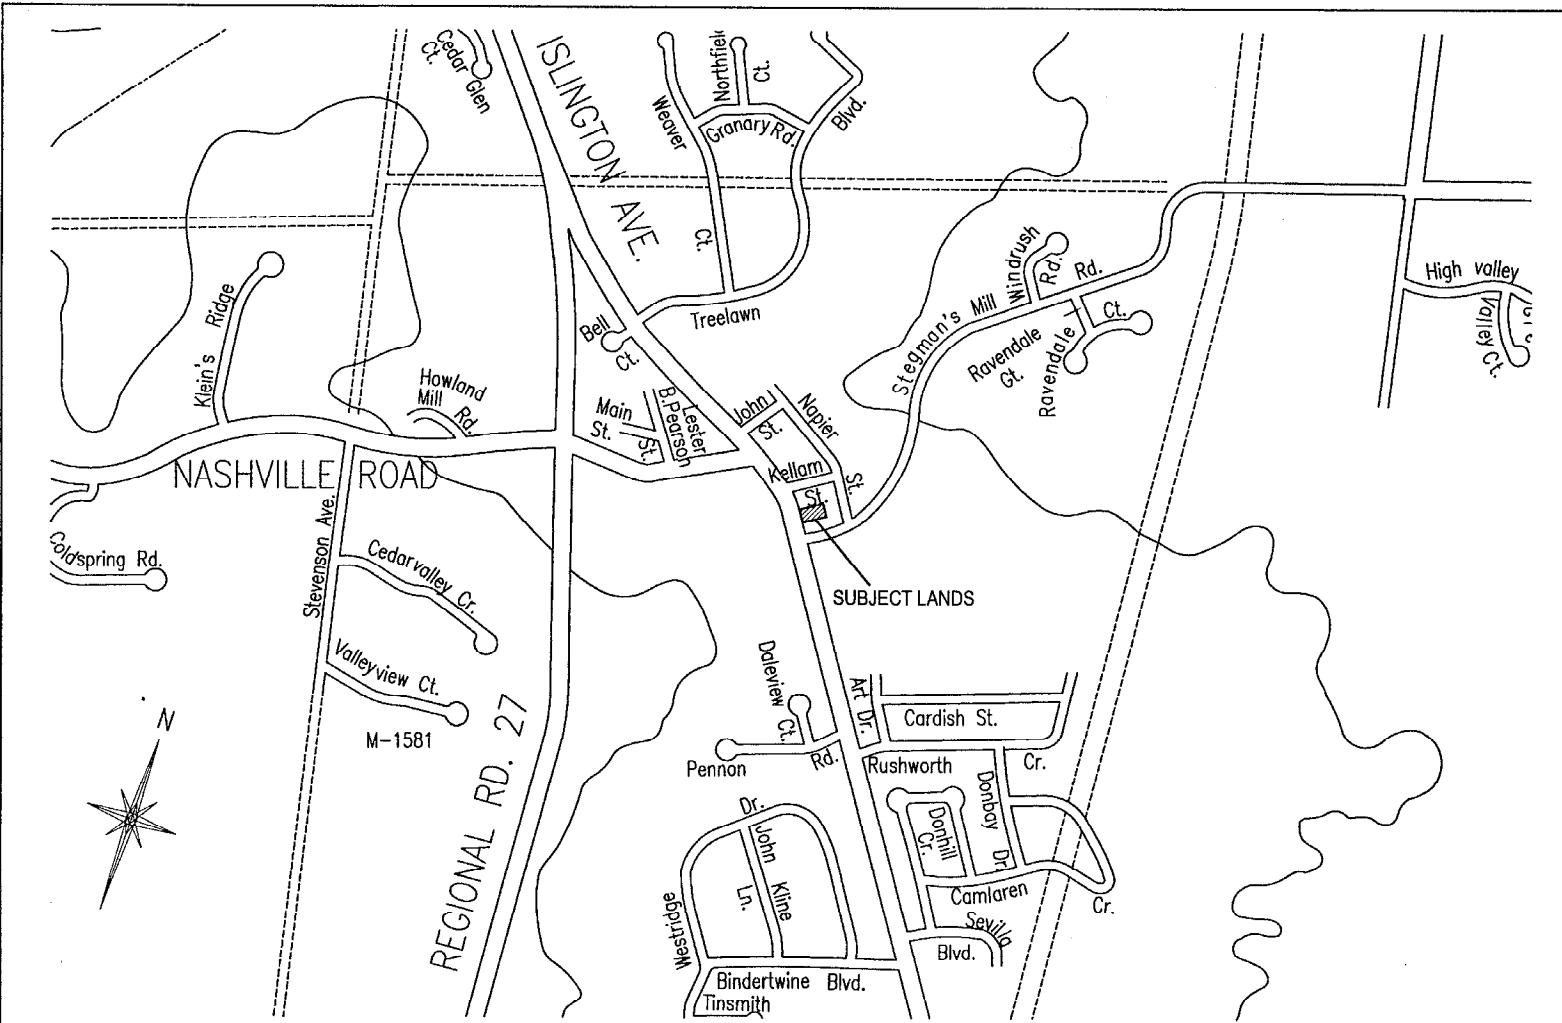 Cedar Glen
Ct.
ISLINGTON AVE.
Weaver
Ct.
Northfield
Ct.
Granary Rd.
Blvd.
Treelawn
Klein's Ridge
Bell
Ct.
Howland
Mill Rd.
Main
St.
Lester
B. Pearson
St.
John
St.
Napier
St.
Kellam
St.
Stegman's Mill Rd.
Windrush
Rd.
Ravendale
Gt.
Ravendale
Ct.
High valley
Valley Ct.
NASHVILLE ROAD
Coldspring Rd.
Stevenson Ave.
Cedarvalley Cr.
Valleyview Ct.
M-1581
SUBJECT LANDS
N
REGIONAL RD. 27
Daleview
Ct.
Pennon
Rd.
Art Dr.
Cardish St.
Rushworth
Cr.
Donbay
Dr.
Donhill
Cr.
Camlaren
Cr.
Sevilla
Blvd.
Dr.
John Kline
Ln.
Westridge
Bindertwine Blvd.
Tinsmith